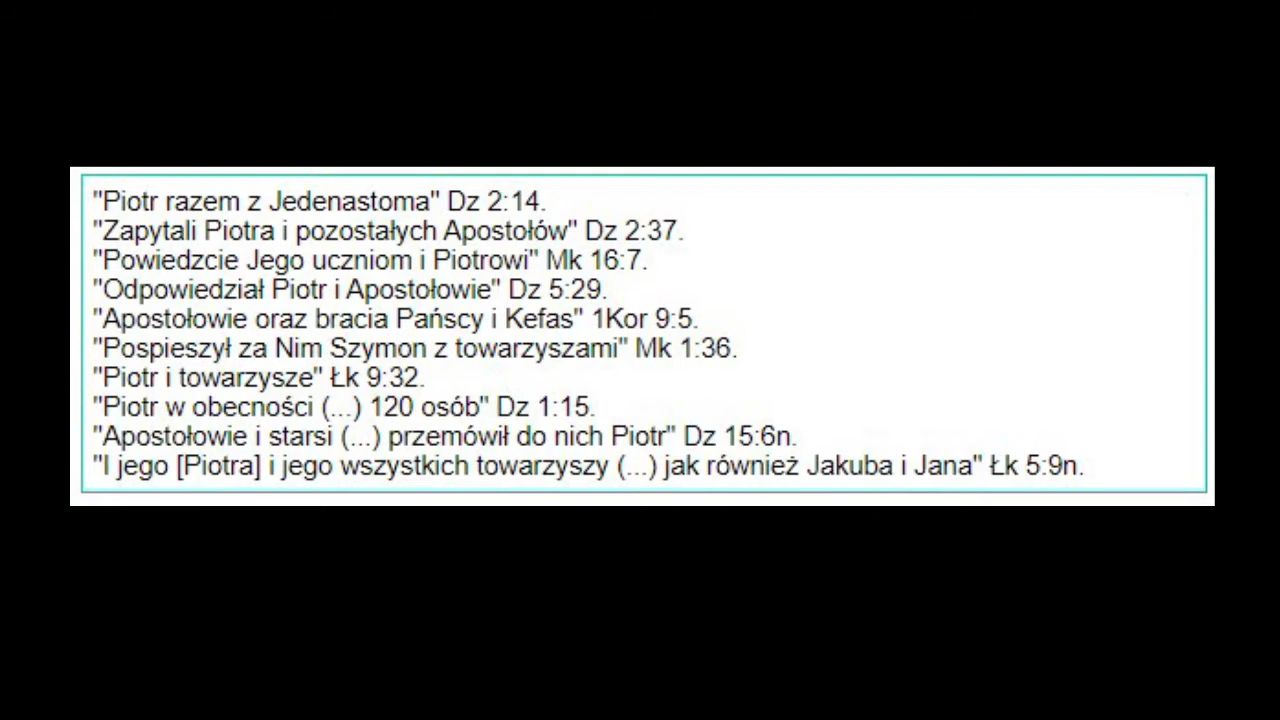 "Piotr razem z Jedenastoma" Dz 2:14.
"Zapytali Piotra i pozostałych Apostołów" Dz 2:37.
"Powiedzcie Jego uczniom i Piotrowi" Mk 16:7.
"Odpowiedział Piotr i Apostołowie" Dz 5:29.
"Apostołowie oraz bracia Pańscy i Kefas" 1Kor 9:5.
"Pospieszył za Nim Szymon z towarzyszami" Mk 1:36.
"Piotr i towarzysze" Łk 9:32.
"Piotr w obecności (...) 120 osób" Dz 1:15.
"Apostołowie i starsi (...) przemówił do nich Piotr" Dz 15:6n.
"I jego [Piotra] i jego wszystkich towarzyszy (...) jak również Jakuba i Jana" Łk 5:9n.